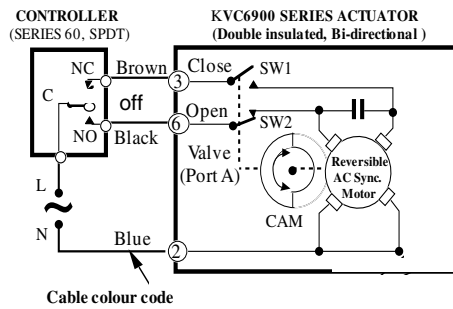 CONTROLLER
(SERIES 60, SPDT)
KVC6900 SERIES ACTUATOR
(Double insulated, Bi-directional )
NC
Brown
3
Close
SW1
C
off
6
Open
SW2
NO
Black
Valve
(Port A)
Reversible
AC Sync.
Motor
L
CAM
N
Blue
2
Cable colour code